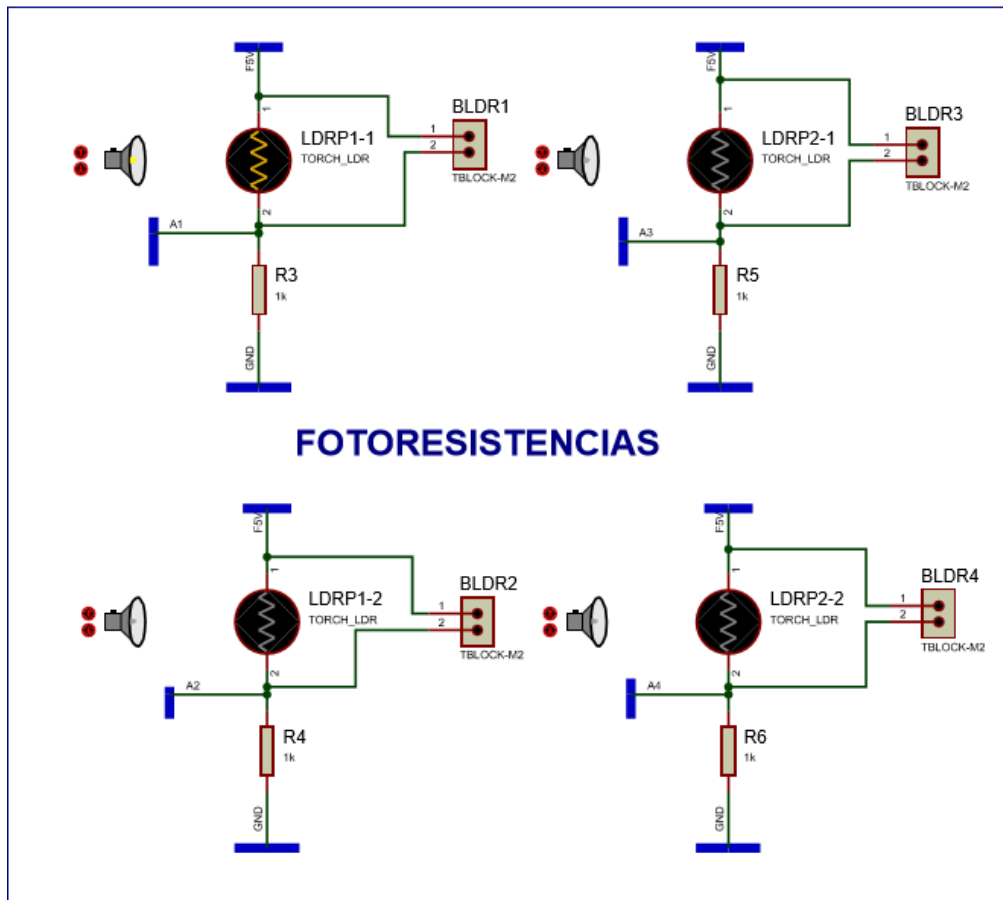 F5V
1
LDRP1-1
TORCH_LDR
2
BLDR1
1
2
TBLOCK-M2
A1
R3
1k
GND
F5V
1
LDRP2-1
TORCH_LDR
2
BLDR3
1
2
TBLOCK-M2
A3
R5
1k
GND
FOTORESISTENCIAS
F5V
1
LDRP1-2
TORCH_LDR
2
BLDR2
1
2
TBLOCK-M2
A2
R4
1k
GND
F5V
1
LDRP2-2
TORCH_LDR
2
BLDR4
1
2
TBLOCK-M2
A4
R6
1k
GND